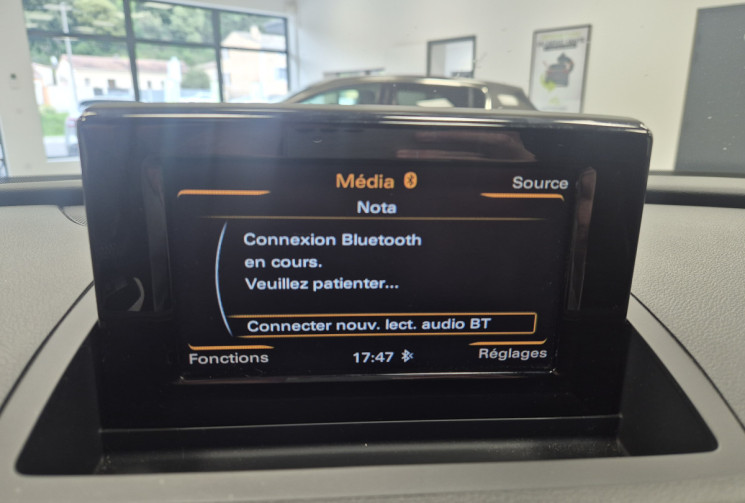 Média
Source
Nota
Connexion Bluetooth
en cours.
Veuillez patienter...
Connecter nouv. lect. audio BT
Fonctions
17:47
Réglages